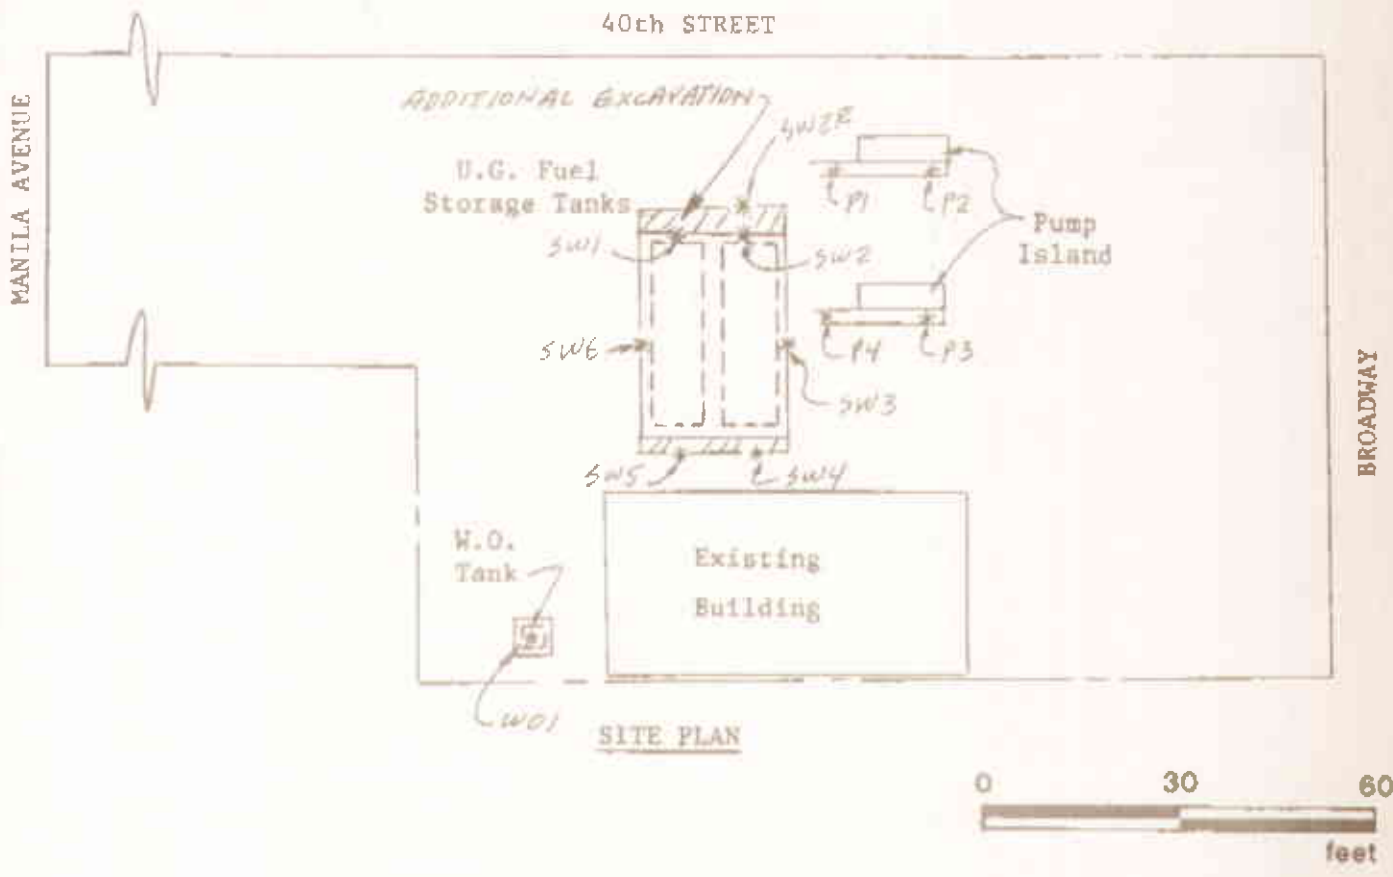 40th STREET
MANILA AVENUE
ADDITIONAL EXCAVATION
SW2R
U.G. Fuel
Storage Tanks
P1
P2
Pump
Island
SW1
SW2
SW6
P4
P3
SW3
BROADWAY
SW5
SW4
W.O.
Tank
Existing
Building
WO1
SITE PLAN
0 30 60
feet